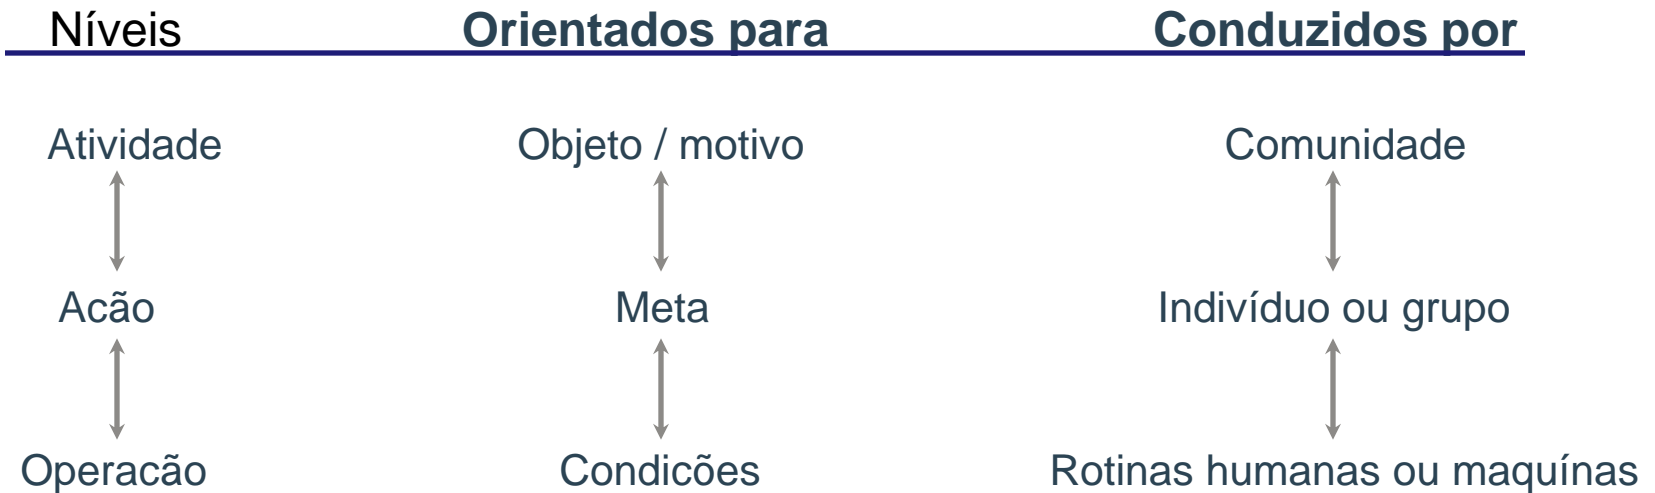 Níveis Orientados para Conduzidos por
Atividade Objeto / motivo Comunidade
Acão Meta Indivíduo ou grupo
Operacão Condicões Rotinas humanas ou maquínas